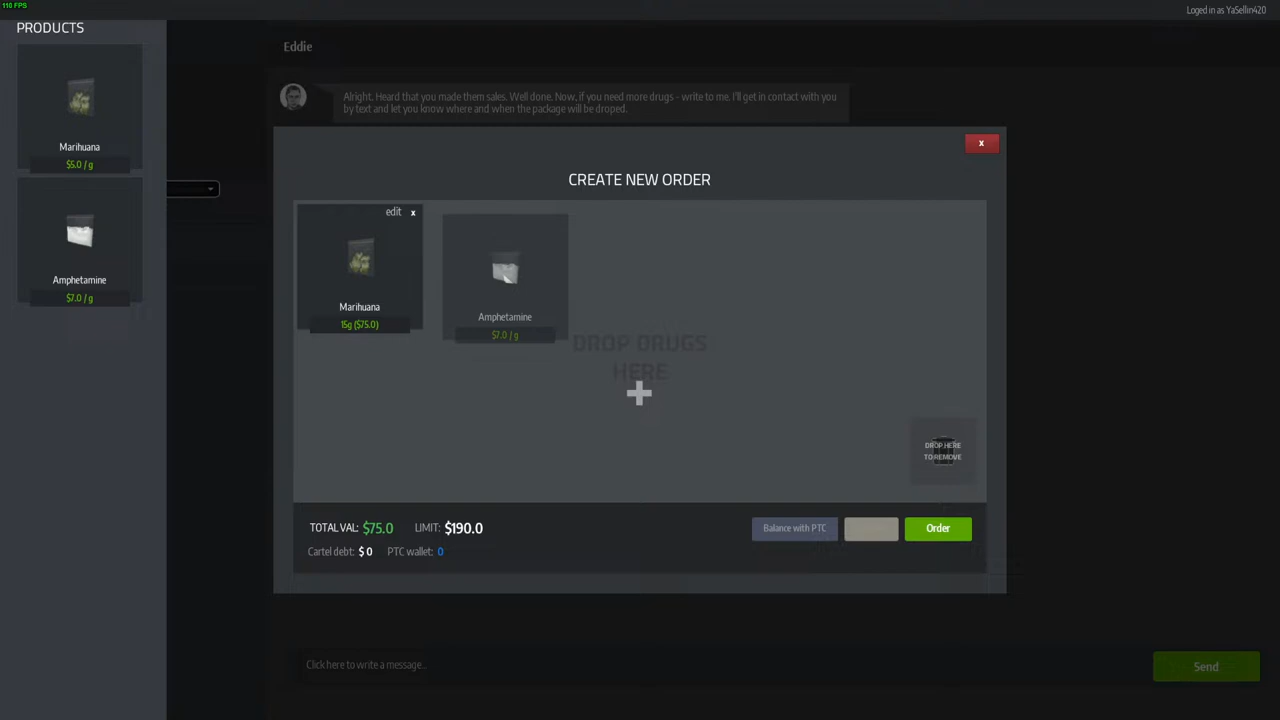 110 FPS
Loged in as YaSellin420
PRODUCTS
Marihuana
$5.0 / g
Amphetamine
$7.0 / g
Eddie
Alright. Heard that you made them sales. Well done. Now, if you need more drugs - write to me. I'll get in contact with you
by text and let you know where and when the package will be droped.
x
CREATE NEW ORDER
edit x
Marihuana
15g ($75.0)
Amphetamine
$7.0 / g
DROP DRUGS
HERE
DROP HERE
TO REMOVE
TOTAL VAL: $75.0 LIMIT: $190.0
Cartel debt: $ 0 PTC wallet: 0
Balance with PTC
Order
Click here to write a message..
Send